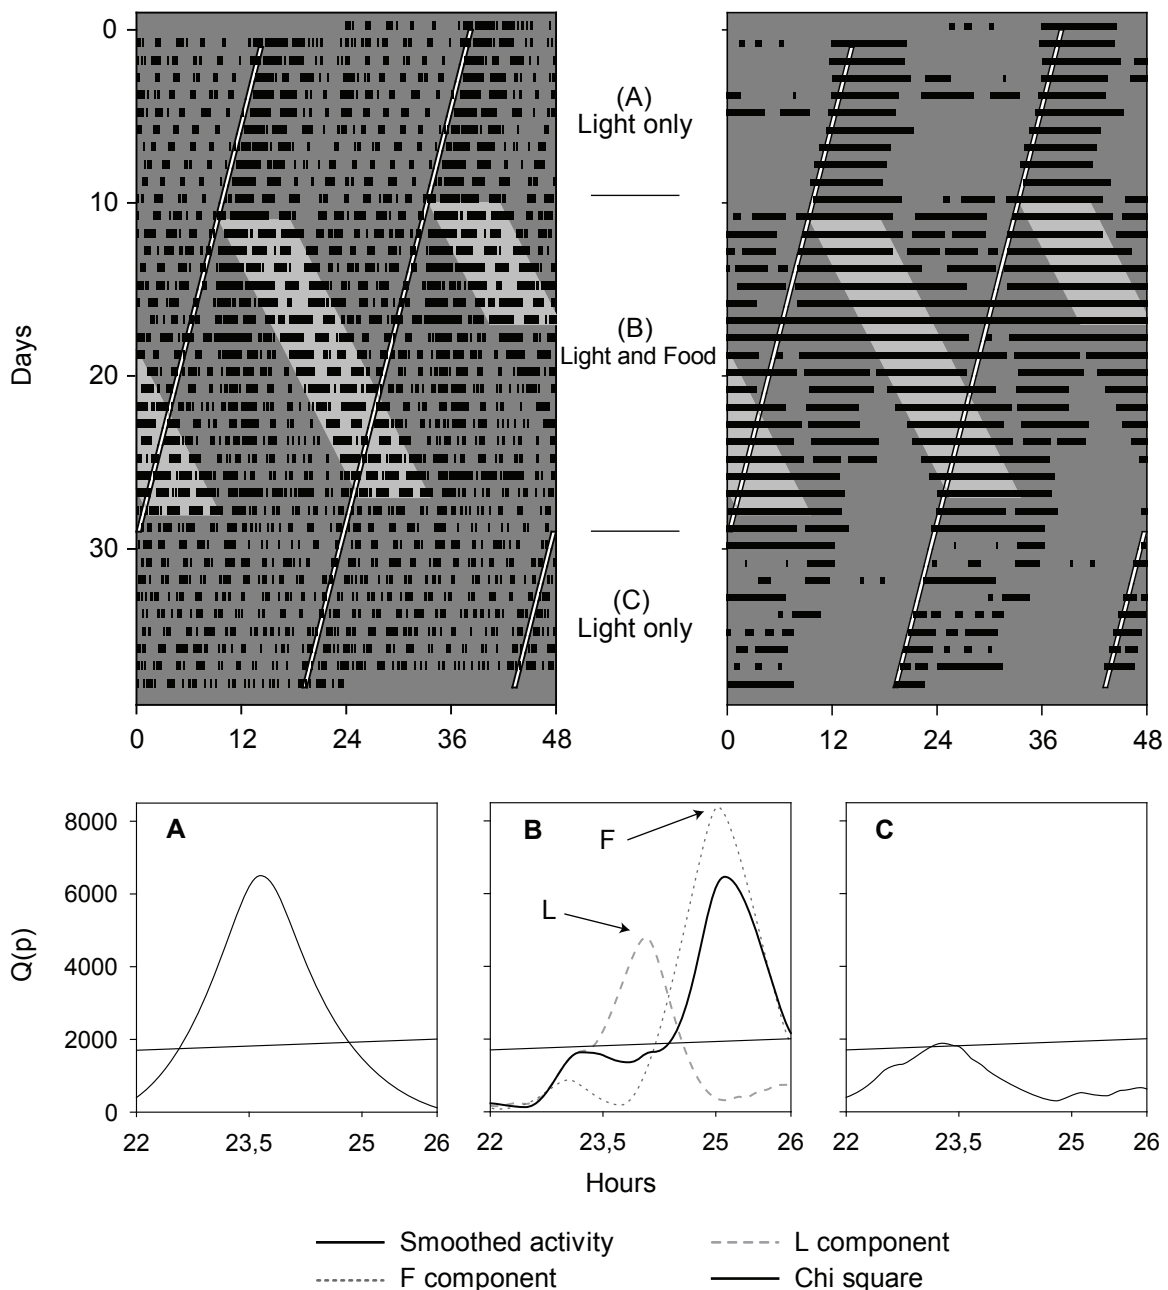 0
10
20
30
Days
0 12 24 36 48
(A)
Light only
(B)
Light and Food
(C)
Light only
0 12 24 36 48
8000
6000
4000
2000
0
Q(p)
A
22 23,5 25 26
B
F
L
22 23,5 25 26
C
22 23,5 25 26
Hours
Smoothed activity
L component
F component
Chi square